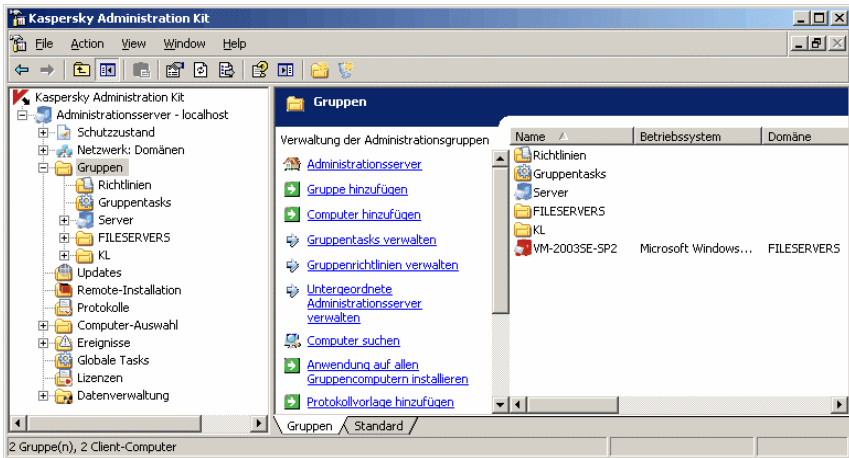 Kaspersky Administration Kit
File Action View Window Help
Kaspersky Administration Kit
Administrationsserver - localhost
Schutzzustand
Netzwerk: Domänen
Gruppen
Richtlinien
Gruppentasks
Server
FILESERVERS
KL
Updates
Remote-Installation
Protokolle
Computer-Auswahl
Ereignisse
Globale Tasks
Lizenzen
Datenverwaltung
Gruppen
Verwaltung der Administrationsgruppen
Administrationsserver
Gruppe hinzufügen
Computer hinzufügen
Gruppentasks verwalten
Gruppenrichtlinien verwalten
Untergeordnete
Administrationsserver
verwalten
Computer suchen
Anwendung auf allen
Gruppencomputern installieren
Protokollvorlage hinzufügen
Name Betriebssystem Domäne
Richtlinien
Gruppentasks
Server
FILESERVERS
KL
VM-2003SE-SP2 Microsoft Windows... FILESERVERS
Gruppen Standard
2 Gruppe(n), 2 Client-Computer